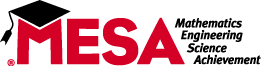 ®MESA
Mathematics
Engineering
Science
Achievement